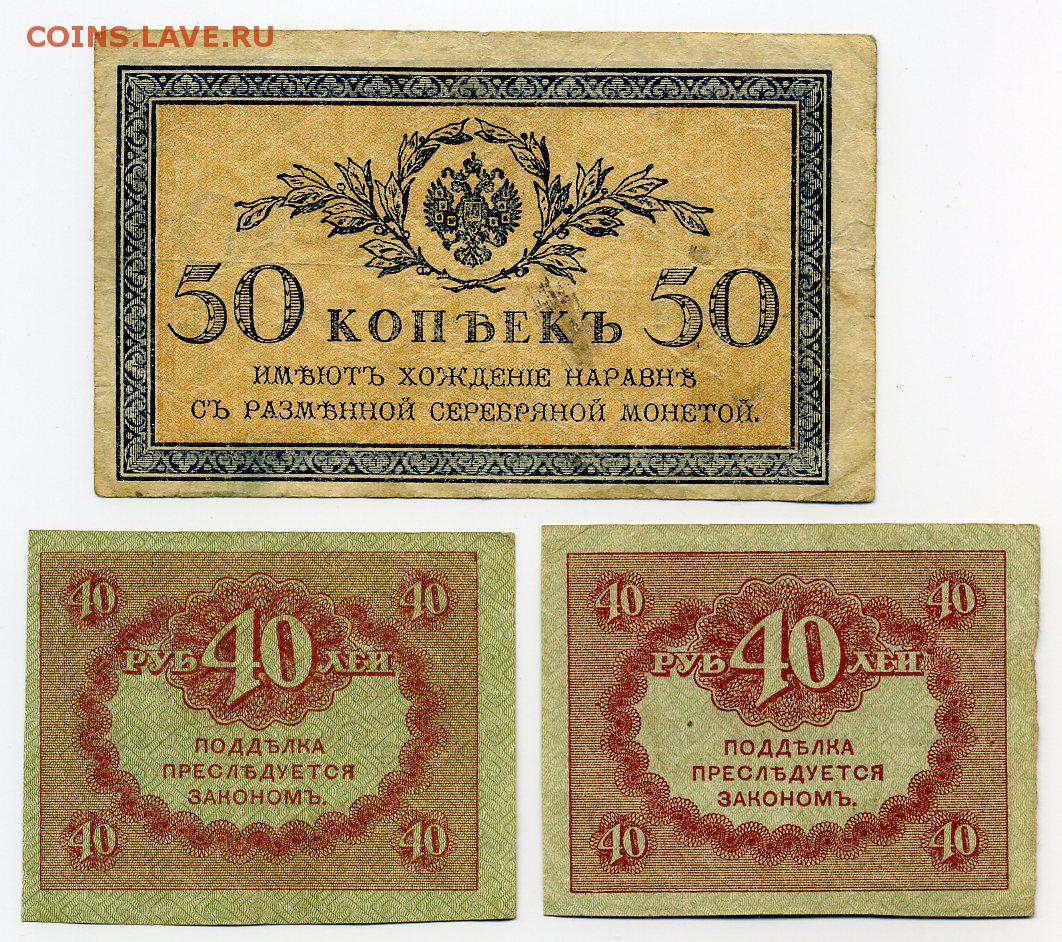 COINS.LAVE.RU
50 КОПѢЕКЪ 50
ИМѢЮТЪ ХОЖДЕНІЕ НАРАВНѢ
СЪ РАЗМѢННОЙ СЕРЕБРЯНОЙ МОНЕТОЙ.
40 40
РУБ 40 ЛЕЙ
ПОДДѢЛКА
ПРЕСЛѢДУЕТСЯ
ЗАКОНОМЪ.
40 40
40 40
РУБ 40 ЛЕЙ
ПОДДѢЛКА
ПРЕСЛѢДУЕТСЯ
ЗАКОНОМЪ.
40 40